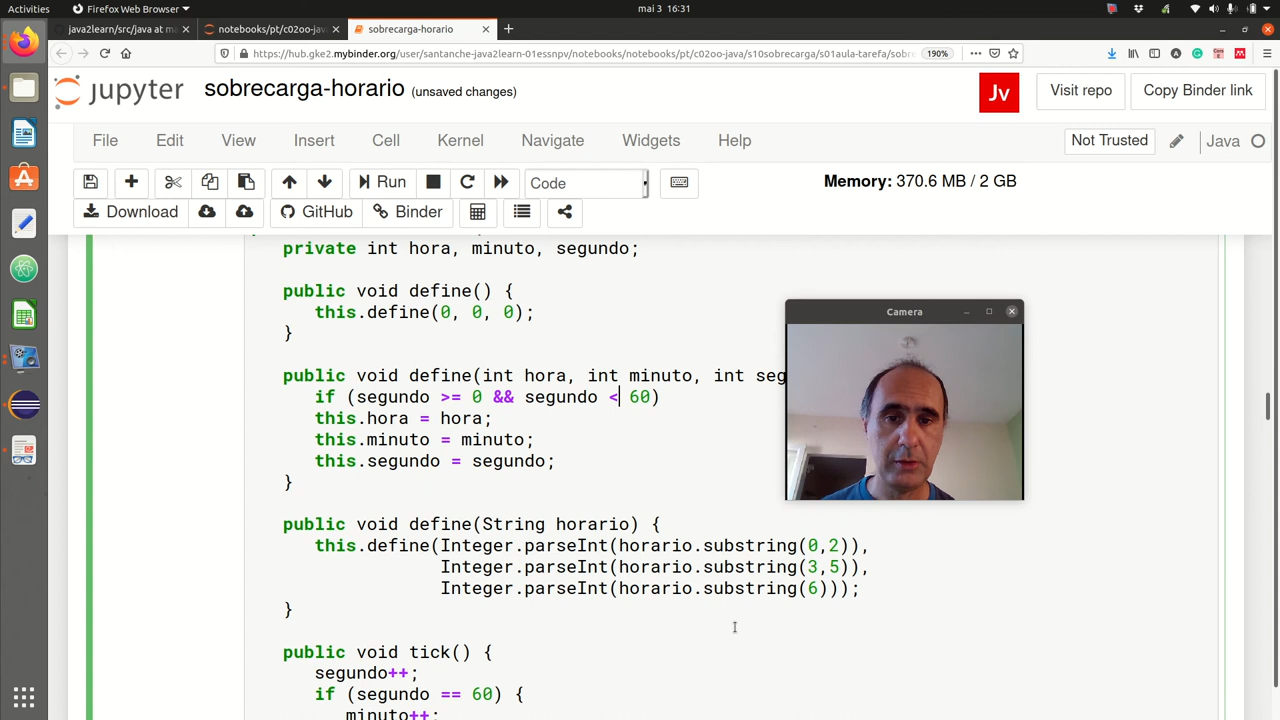 Activities
Firefox Web Browser
mai 3 16:31
java2learn/src/java at m
notebooks/pt/c02oo-jav
sobrecarga-horario
https://hub.gke2.mybinder.org/user/santanche-java2learn-01essnpv/notebooks/notebooks/pt/c02oo-java/s10sobrecarga/s01aula-tarefa/sobre
190%
jupyter
sobrecarga-horario (unsaved changes)
Jv
Visit repo
Copy Binder link
File
Edit
View
Insert
Cell
Kernel
Navigate
Widgets
Help
Not Trusted
Java
Run
Code
Memory: 370.6 MB / 2 GB
Download
GitHub
Binder
private int hora, minuto, segundo;
public void define() {
this.define(0, 0, 0);
}
public void define(int hora, int minuto, int seg
if (segundo >= 0 && segundo < 60)
this.hora = hora;
this.minuto = minuto;
this.segundo = segundo;
}
public void define(String horario) {
this.define(Integer.parseInt(horario.substring(0,2)),
Integer.parseInt(horario.substring(3,5)),
Integer.parseInt(horario.substring(6)));
}
public void tick() {
segundo++;
if (segundo == 60) {
minuto++;
Camera